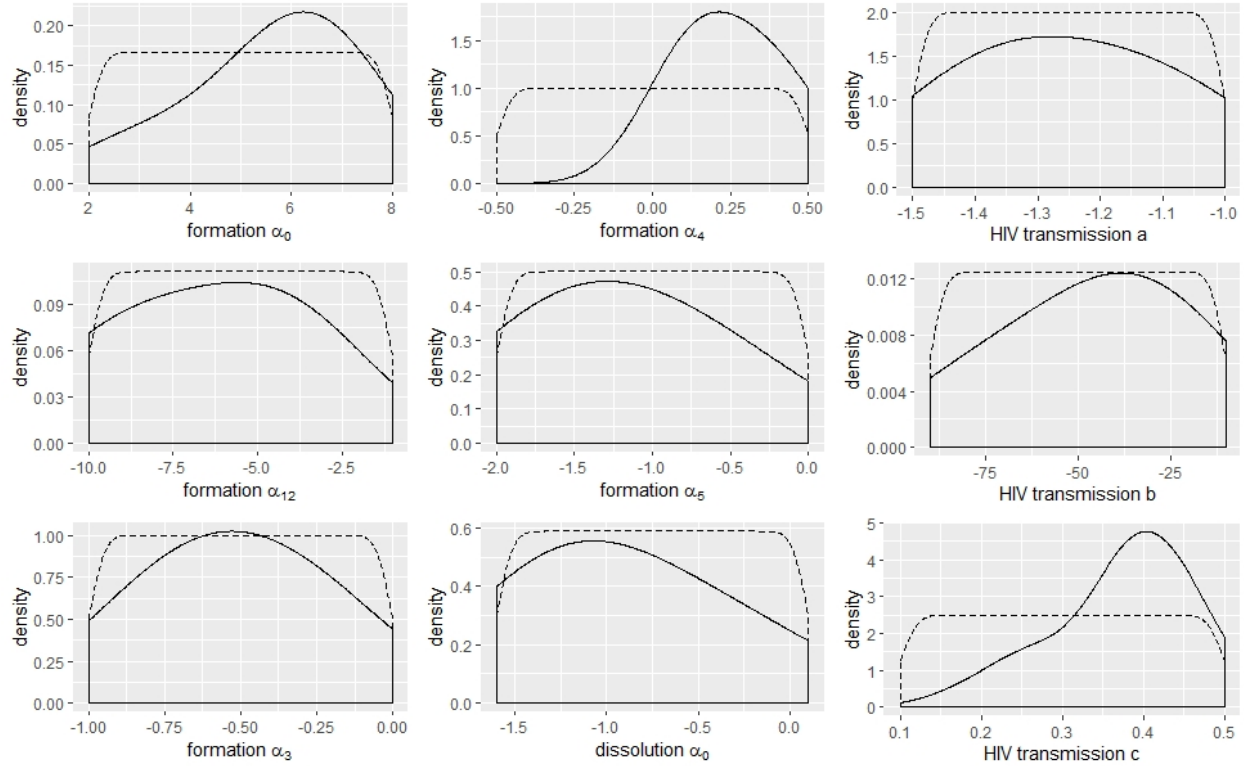 density
0.20
0.15
0.10
0.05
0.00
2 4 6 8
formation α0
density
1.5
1.0
0.5
0.0
-0.50 -0.25 0.00 0.25 0.50
formation α4
density
2.0
1.5
1.0
0.5
0.0
-1.5 -1.4 -1.3 -1.2 -1.1 -1.0
HIV transmission a
density
0.09
0.06
0.03
0.00
-10.0 -7.5 -5.0 -2.5
formation α12
density
0.5
0.4
0.3
0.2
0.1
0.0
-2.0 -1.5 -1.0 -0.5 0.0
formation α5
density
0.012
0.008
0.004
0.000
-75 -50 -25
HIV transmission b
density
1.00
0.75
0.50
0.25
0.00
-1.00 -0.75 -0.50 -0.25 0.00
formation α3
density
0.6
0.4
0.2
0.0
-1.5 -1.0 -0.5 0.0
dissolution α0
density
5
4
3
2
1
0
0.1 0.2 0.3 0.4 0.5
HIV transmission c